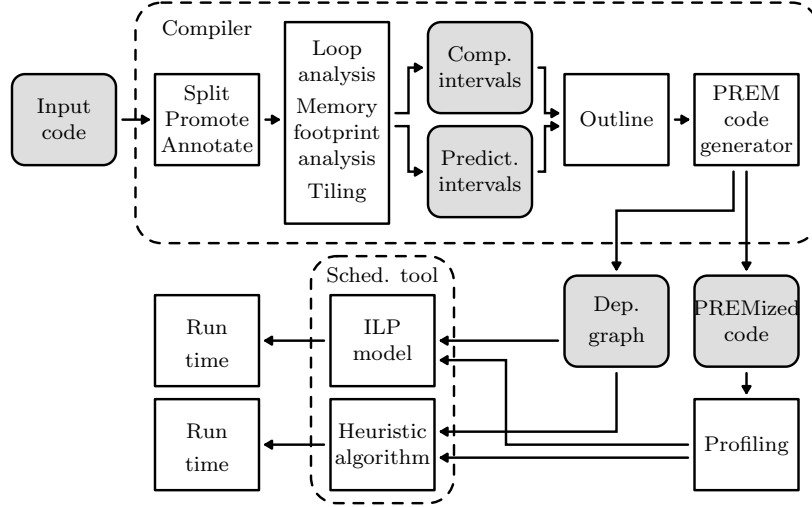 Compiler
Input
code
Split
Promote
Annotate
Loop
analysis
Memory
footprint
analysis
Tiling
Comp.
intervals
Predict.
intervals
Outline
PREM
code
generator
Sched. tool
Run
time
ILP
model
Dep.
graph
PREMized
code
Run
time
Heuristic
algorithm
Profiling